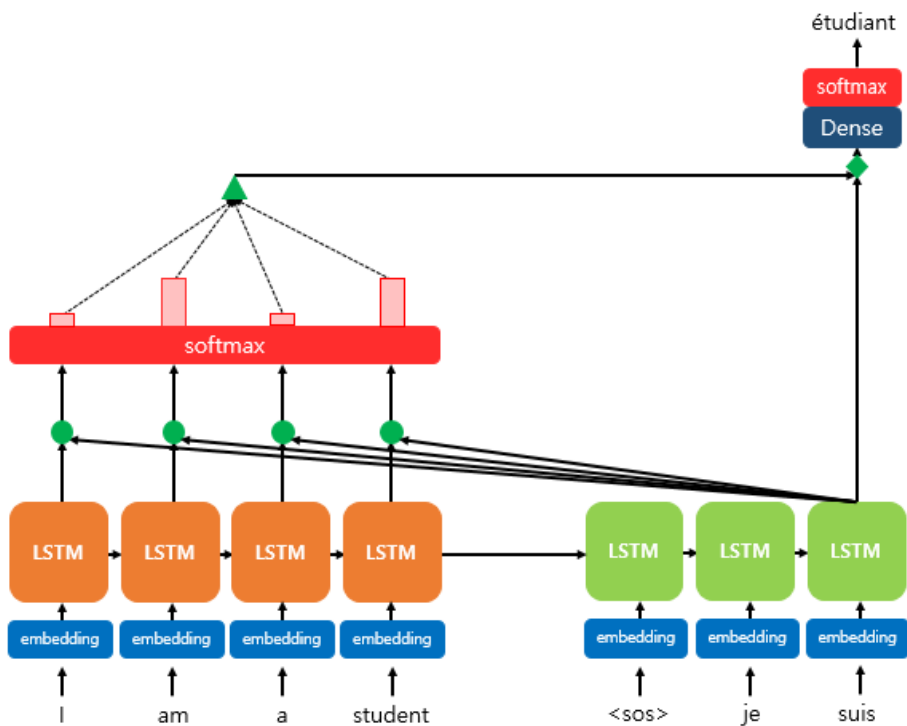 étudiant
softmax
Dense
softmax
LSTM LSTM LSTM LSTM LSTM LSTM LSTM
embedding embedding embedding embedding embedding embedding embedding
I am a student <sos> je suis